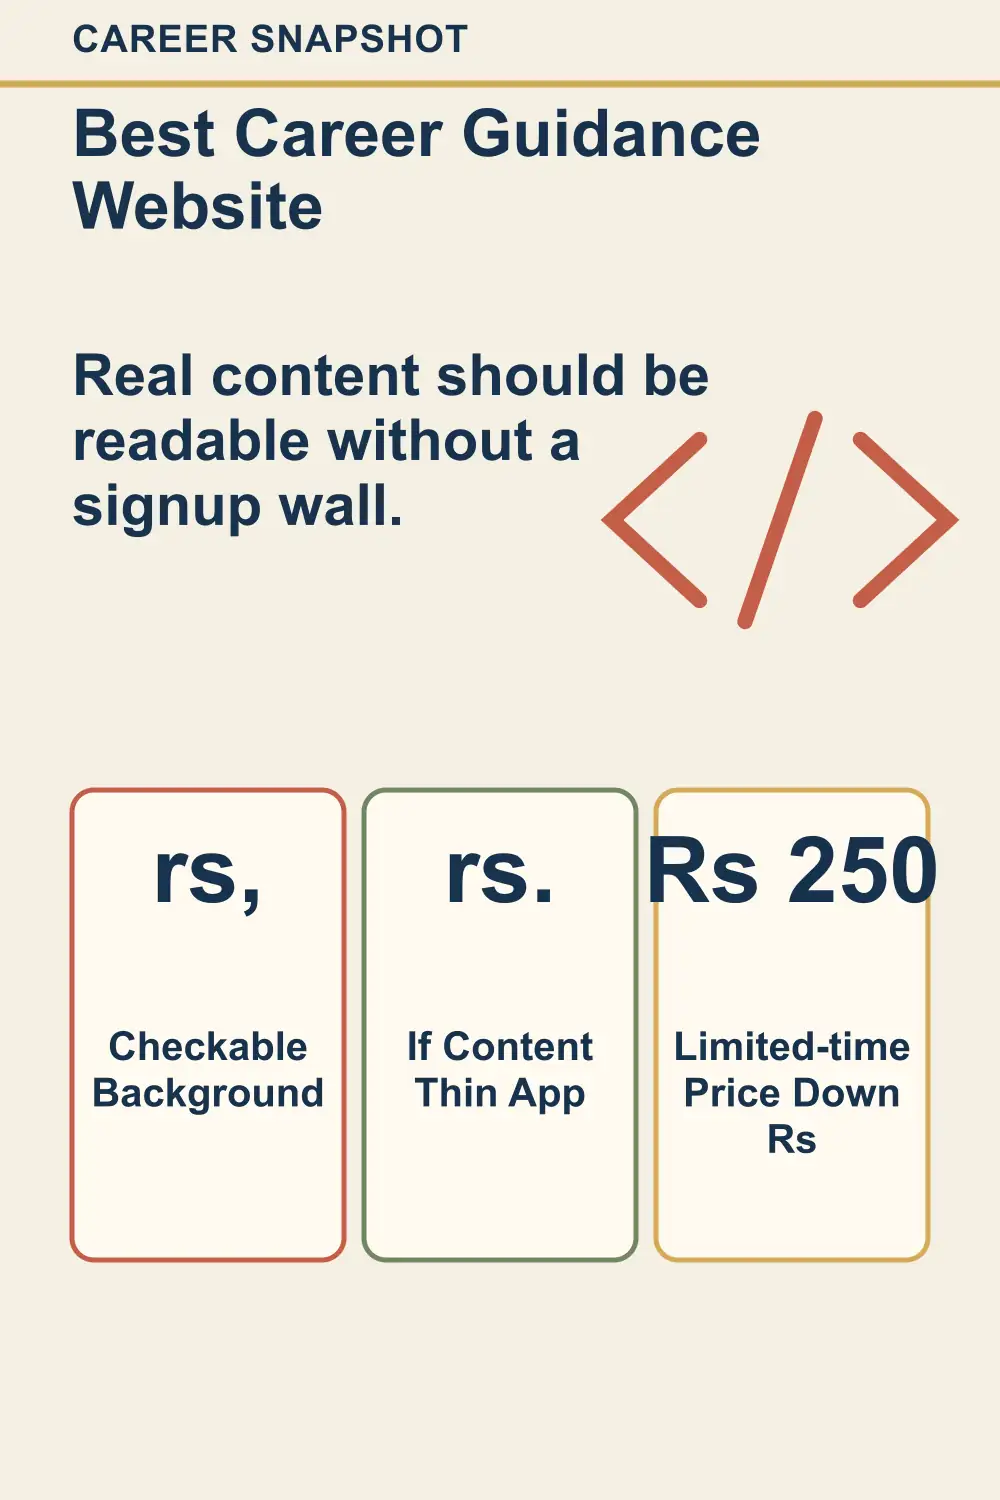 CAREER SNAPSHOT
Best Career Guidance
Website
Real content should be
readable without a
signup wall.
rs,
Checkable
Background
rs.
If Content
Thin App
Rs 250
Limited-time
Price Down
Rs